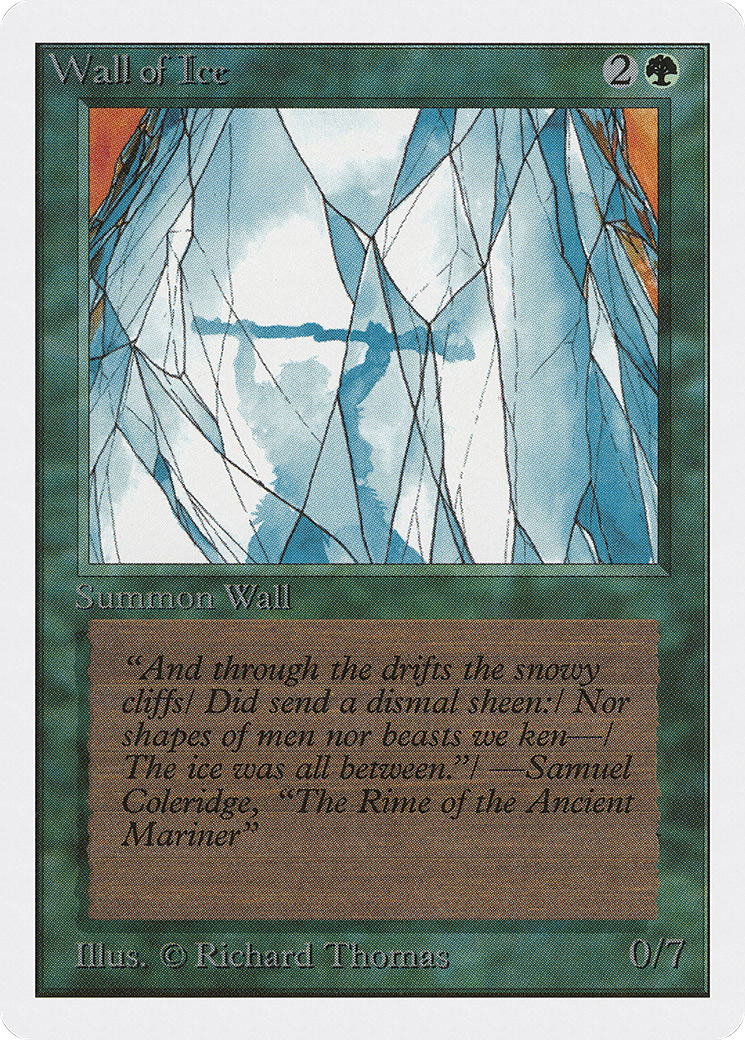 Wall of Ice 2
Summon Wall
“And through the drifts the snowy
cliffs/ Did send a dismal sheen:/ Nor
shapes of men nor beasts we ken—/
The ice was all between.”/ —Samuel
Coleridge, “The Rime of the Ancient
Mariner”
Illus. © Richard Thomas 0/7